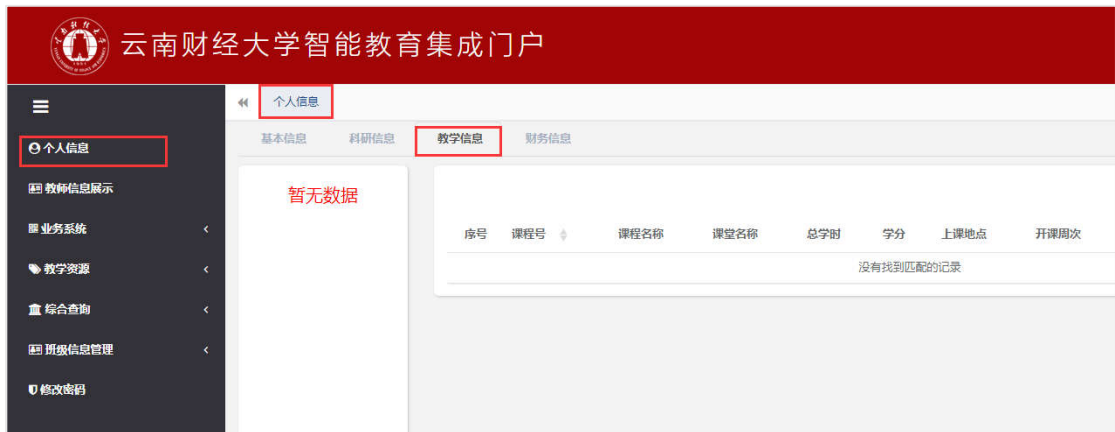 云南财经大学智能教育集成门户
个人信息
个人信息
教师信息展示
业务系统
教学资源
综合查询
班级信息管理
修改密码
基本信息 科研信息 教学信息 财务信息
暂无数据
序号 课程号 课程名称 课堂名称 总学时 学分 上课地点 开课周次
没有找到匹配的记录